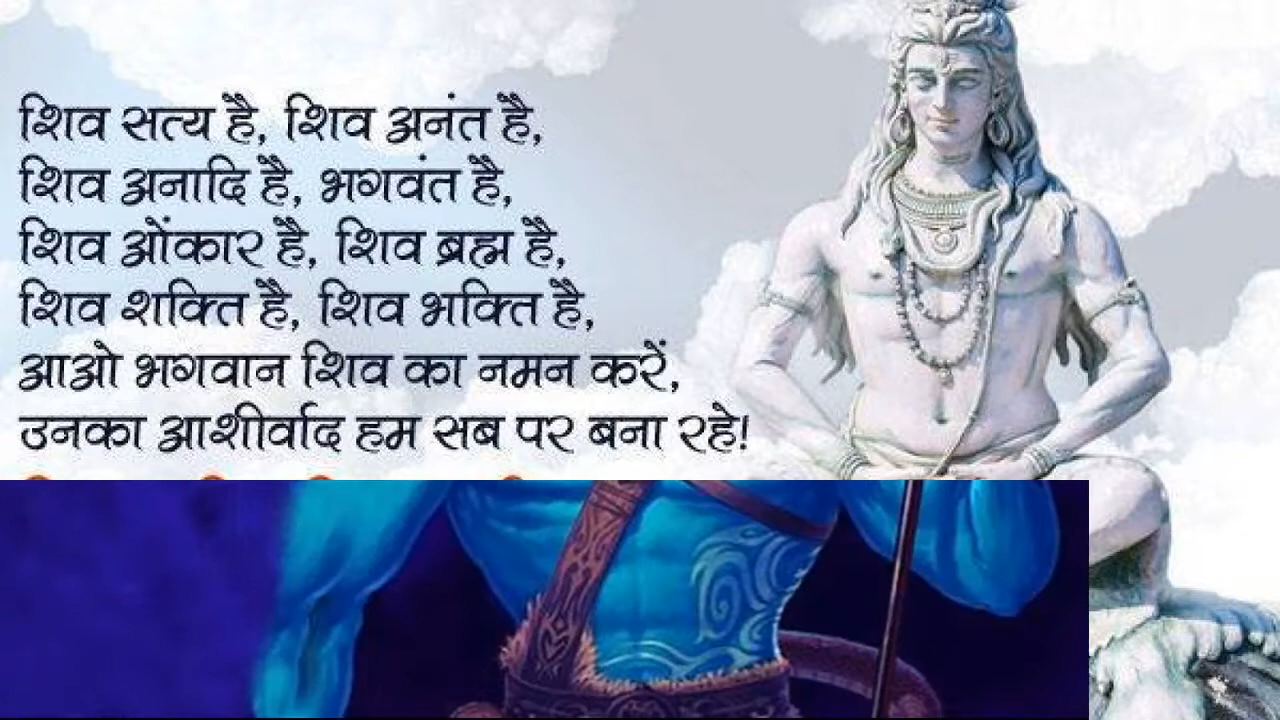 शिव सत्य है, शिव अनंत है,
शिव अनादि है, भगवंत है,
शिव ओंकार है, शिव ब्रह्म है,
शिव शक्ति है, शिव भक्ति है,
आओ भगवान शिव का नमन करें,
उनका आशीर्वाद हम सब पर बना रहे!